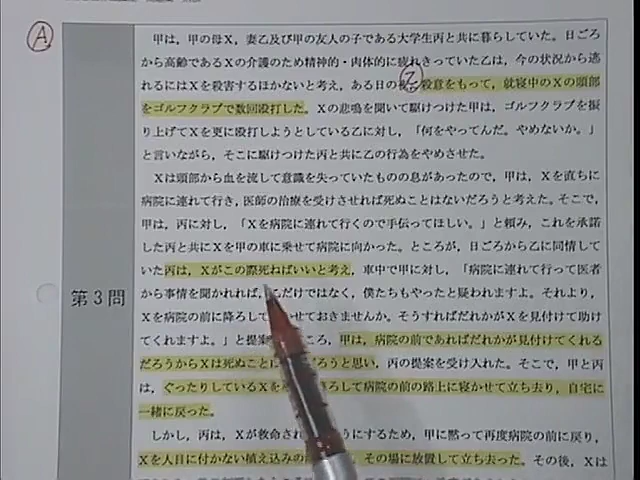 A
甲は，甲の母X，妻乙及び甲の友人の子である大学生丙と共に暮らしていた。日ごろ
から高齢であるXの介護のため精神的・肉体的に疲れきっていた乙は，今の状況から逃
れるにはXを殺害するほかないと考え，ある日の 乙 殺意をもって，就寝中のXの頭部
をゴルフクラブで数回殴打した。Xの悲鳴を聞いて駆けつけた甲は，ゴルフクラブを振
り上げてXを更に殴打しようとしている乙に対し，「何をやってんだ。やめないか。」
と言いながら，そこに駆けつけた丙と共に乙の行為をやめさせた。
Xは頭部から血を流して意識を失っていたものの息があったので，甲は，Xを直ちに
病院に連れて行き，医師の治療を受けさせれば死ぬことはないだろうと考えた。そこで，
甲は，丙に対し，「Xを病院に連れて行くので手伝ってほしい。」と頼み，これを承諾
した丙と共にXを甲の車に乗せて病院に向かった。ところが，日ごろから乙に同情して
いた丙は，Xがこの際死ねばいいと考え，車中で甲に対し，「病院に連れて行って医者
から事情を聞かれれば， だけではなく，僕たちもやったと疑われますよ。それより，
第3問
Xを病院の前に降ろして せておきませんか。そうすればだれかがXを見付けて助け
てくれますよ。」と提案 ころ，甲は，病院の前であればだれかが見付けてくれる
だろうからXは死ぬことに だろうと思い，丙の提案を受け入れた。そこで，甲と丙
は，ぐったりしているXを ろして病院の前の路上に寝かせて立ち去り，自宅に
一緒に戻った。
しかし，丙は，Xが救命され うにするため，甲に黙って再度病院の前に戻り，
Xを人目に付かない植え込みの ，その場に放置して立ち去った。その後，Xは